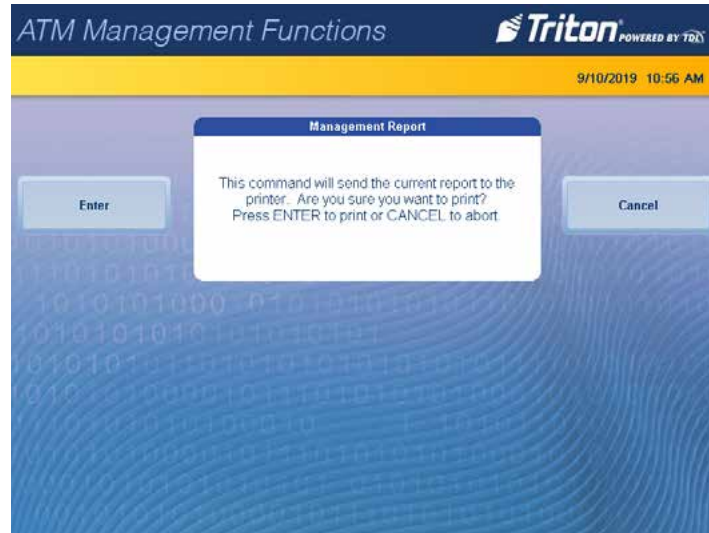 ATM Management Functions
Triton® POWERED BY TDL
9/10/2019 10:56 AM
Management Report
This command will send the current report to the
printer. Are you sure you want to print?
Press ENTER to print or CANCEL to abort
Enter
Cancel